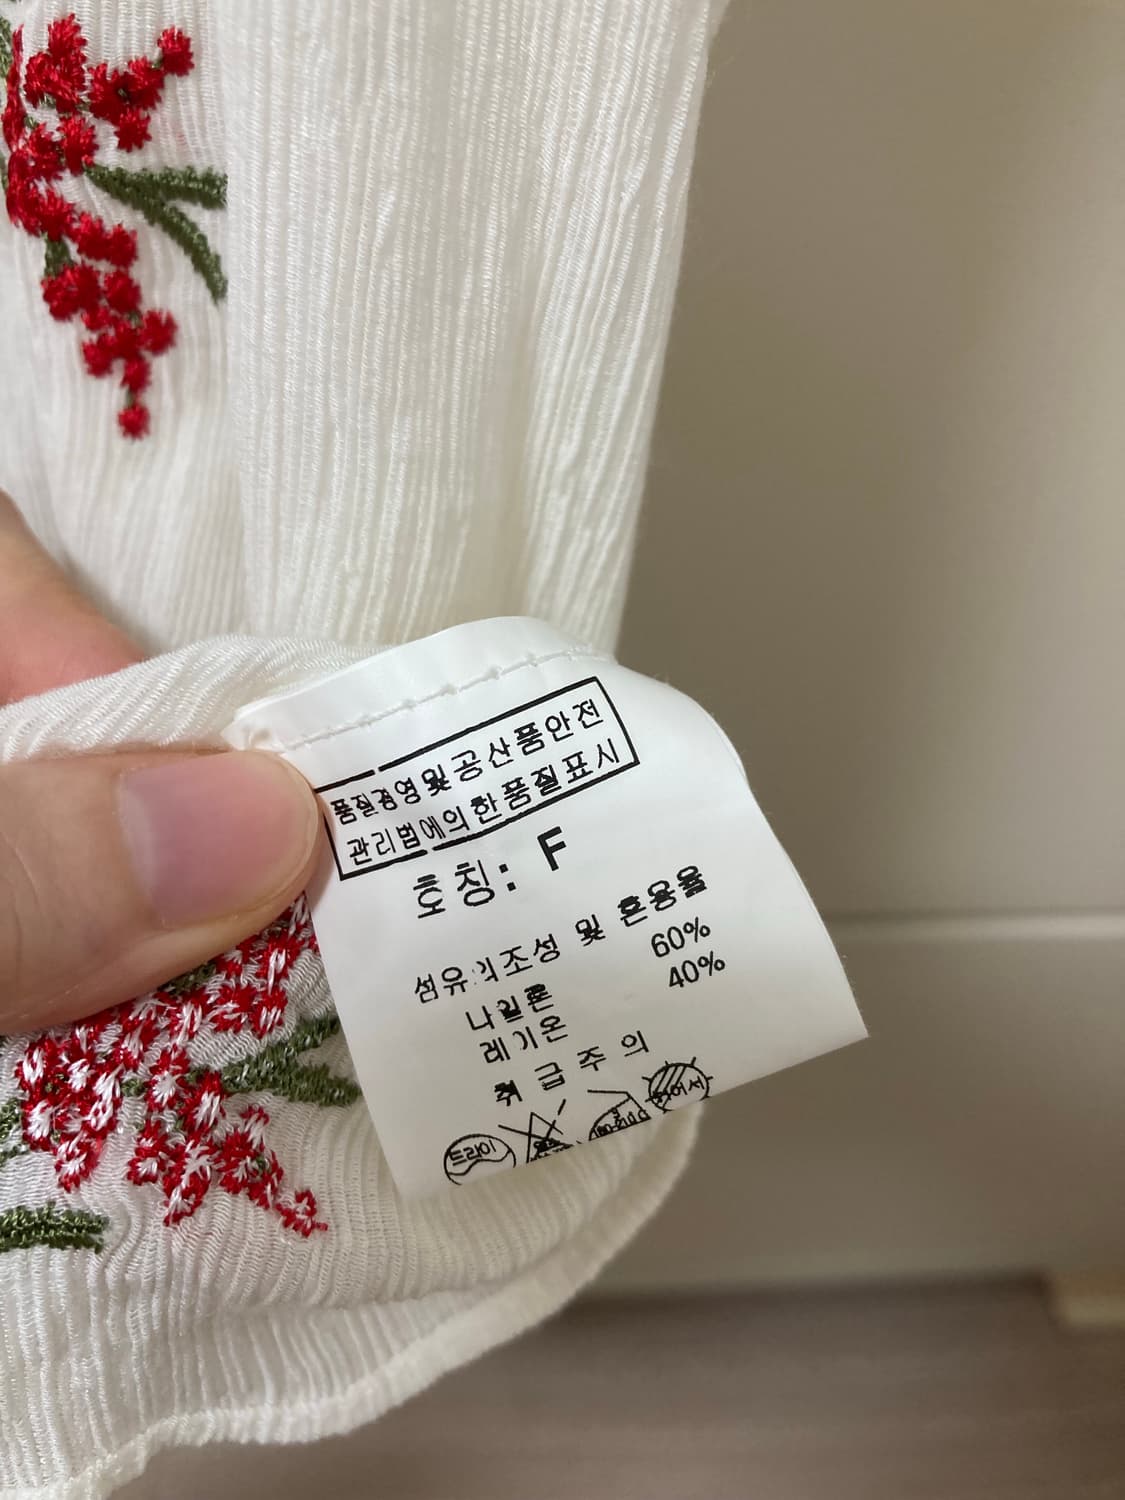 품질경영및공산품안전
관리법에의한품질표시
호칭: F
섬유의조성 및 혼용율
60%
나일론
40%
레기온
취급주의
드라이